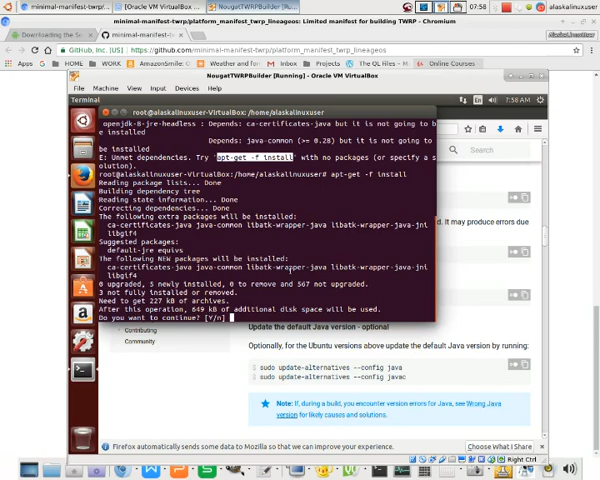 07:58
alaskalinuxuser
[Oracle VM VirtualBox]
minimal-manifest-twrp/platform_manifest_twrp_lineageos: Limited manifest for building TWRP - Chromium
Downloading the So
minimal-manifest-tw
GitHub, Inc. [US]
https://github.com/minimal-manifest-twrp/platform_manifest_twrp_lineageos
Apps
HOME
WORK
AmazonSmile: G
Weather and
Android
Projects
The QL Files - M
Online Courses
NougatTWRPBuilder [Running] - Oracle VM VirtualBox
File
Machine
View
Input
Devices
Help
Terminal
En
7:58 AM
root@alaskalinuxuser-VirtualBox: /home/alaskalinuxuser
openjdk-8-jre-headless : Depends: ca-certificates-java but it is not going to b
e installed
Depends: java-common (>= 0.28) but it is not going to
be installed
E: Unmet dependencies. Try 'apt-get -f install' with no packages (or specify a s
olution).
root@alaskalinuxuser-VirtualBox:/home/alaskalinuxuser# apt-get -f install
Reading package lists... Done
Building dependency tree
Reading state information... Done
Correcting dependencies... Done
The following extra packages will be installed:
ca-certificates-java java-common libatk-wrapper-java libatk-wrapper-java-jni
libgif4
Suggested packages:
default-jre equivs
The following NEW packages will be installed:
ca-certificates-java java-common libatk-wrapper-java libatk-wrapper-java-jni
libgif4
0 upgraded, 5 newly installed, 0 to remove and 567 not upgraded.
3 not fully installed or removed.
Need to get 227 kB of archives.
After this operation, 649 kB of additional disk space will be used.
Do you want to continue? [Y/n]
Search
d. It may produce errors due
Contributing
Community
Update the default Java version - optional
Optionally, for the Ubuntu versions above update the default Java version by running:
$ sudo update-alternatives --config java
$ sudo update-alternatives --config javac
Note: If, during a build, you encounter version errors for Java, see Wrong Java
version for likely causes and solutions.
Firefox automatically sends some data to Mozilla so that we can improve your experience.
Choose What I Share
Right Ctrl